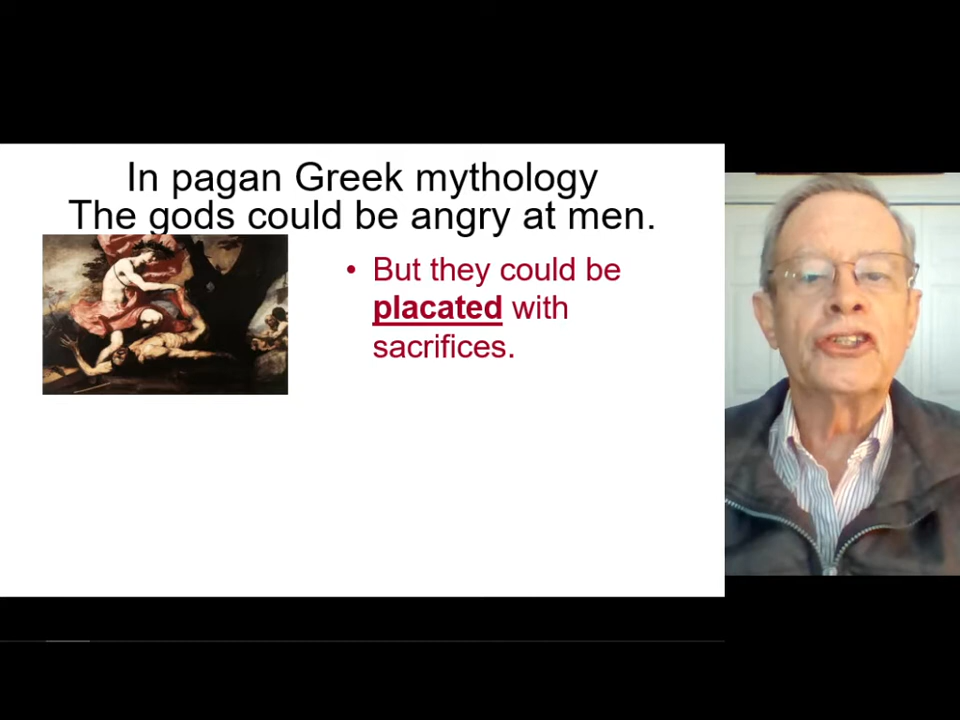 In pagan Greek mythology
The gods could be angry at men.
• But they could be
placated with
sacrifices.